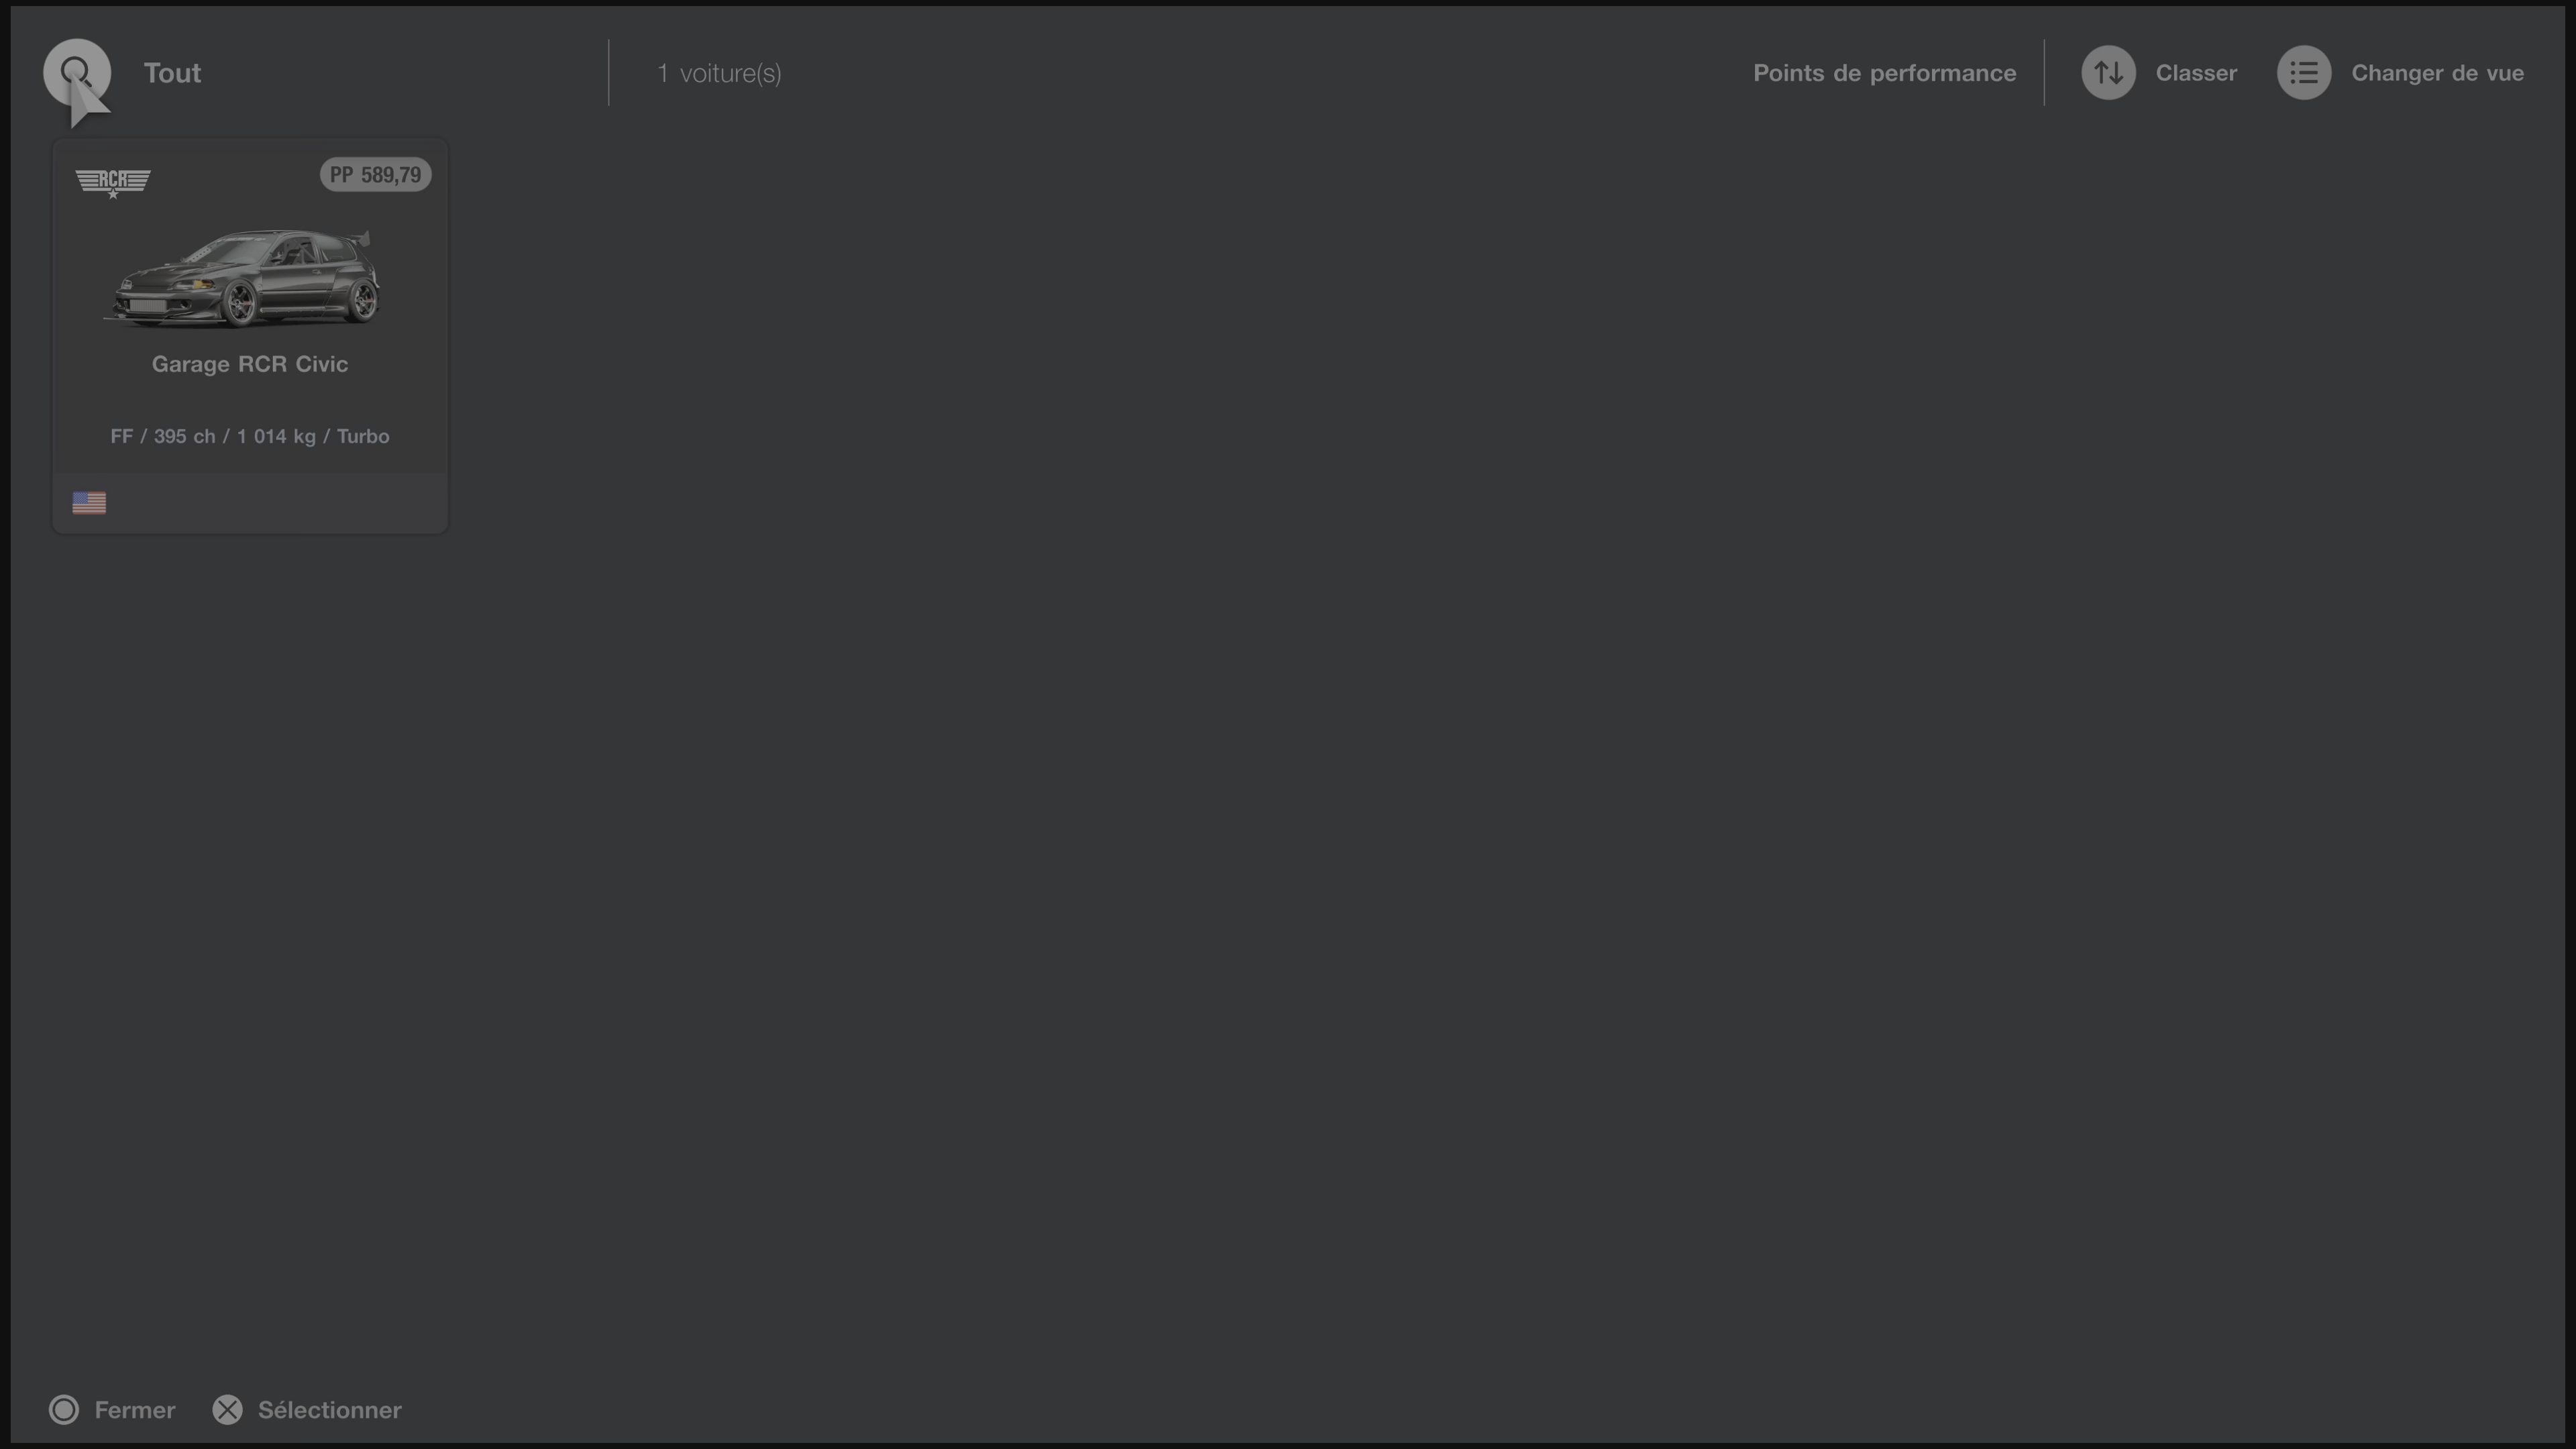 Tout
1 voiture(s)
Points de performance
Classer
Changer de vue
RCR
PP 589,79
Garage RCR Civic
FF / 395 ch / 1 014 kg / Turbo
Fermer
Sélectionner